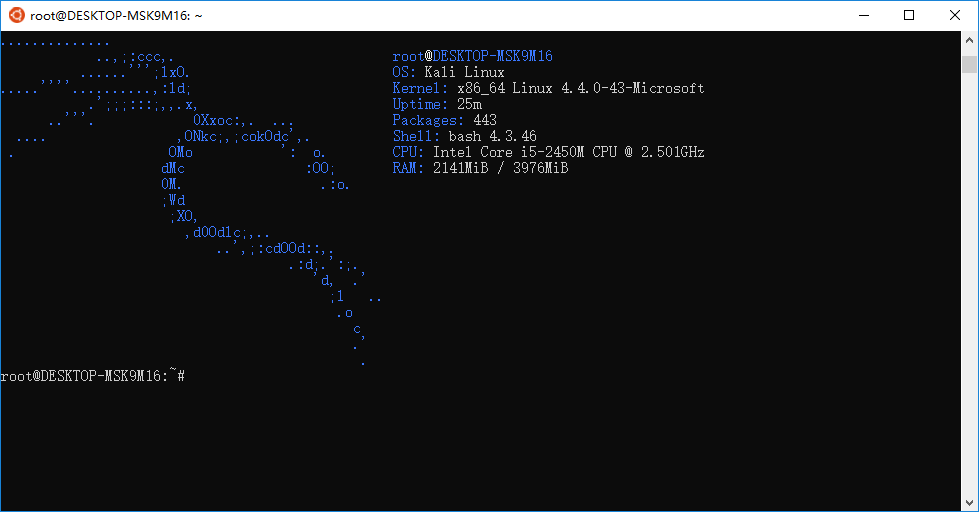 root@DESKTOP-MSK9M16: ~
root@DESKTOP-MSK9M16
OS: Kali Linux
Kernel: x86_64 Linux 4.4.0-43-Microsoft
Uptime: 25m
Packages: 443
Shell: bash 4.3.46
CPU: Intel Core i5-2450M CPU @ 2.501GHz
RAM: 2141MiB / 3976MiB
root@DESKTOP-MSK9M16:~#